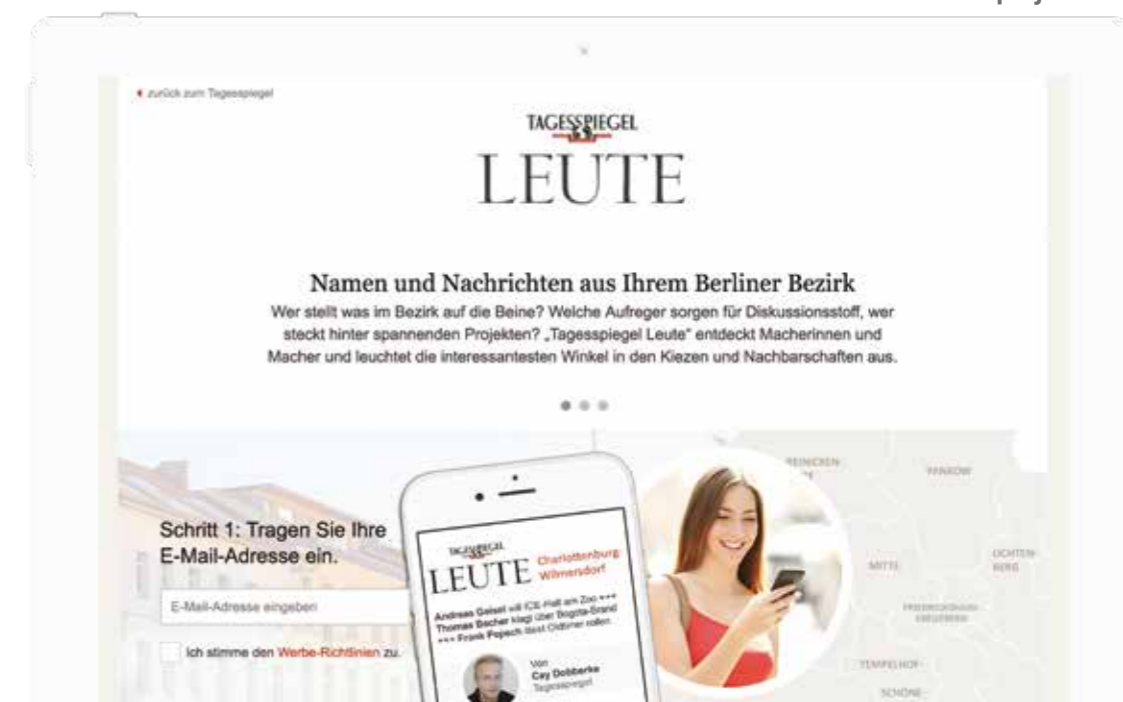 zurück zum Tagesspiegel
TAGESSPIEGEL
LEUTE
Namen und Nachrichten aus Ihrem Berliner Bezirk
Wer stellt was im Bezirk auf die Beine? Welche Aufreger sorgen für Diskussionsstoff, wer
steckt hinter spannenden Projekten? „Tagesspiegel Leute“ entdeckt Macherinnen und
Macher und leuchtet die interessantesten Winkel in den Kiezen und Nachbarschaften aus.
Schritt 1: Tragen Sie Ihre
E-Mail-Adresse ein.
E-Mail-Adresse eingeben
Ich stimme den Werbe-Richtlinien zu.
TAGESSPIEGEL
LEUTE
Charlottenburg
Wilmersdorf
Andreas Geisel will ICE-Halt am Zoo +++
Thomas Bscher klagt über Bogotá-Brand
+++ Frank Popsch lässt Oldtimer rollen
Von
Cay Dobberke
Tagesspiegel
REINICKEN-
PANKOW
MITTE
LICHTEN-
BERG
FRIEDRICHSHAIN-
KREUZBERG
TEMPELHOF-
SCHÖNE-